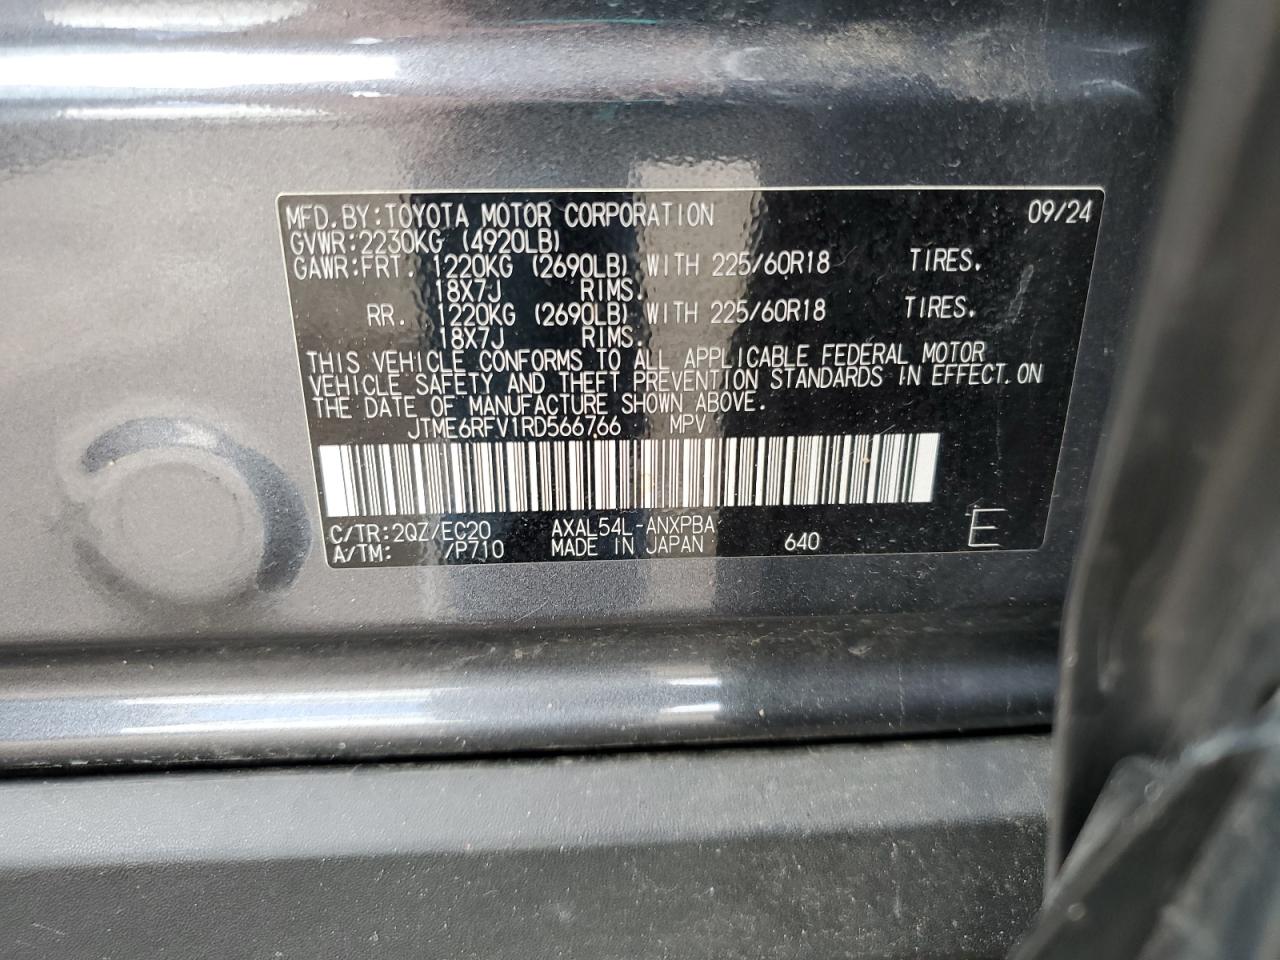 MFD.BY:TOYOTA MOTOR CORPORATION 09/24
GVWR:2230KG (4920LB)
GAWR:FRT. 1220KG (2690LB) WITH 225/60R18 TIRES.
18X7J RIMS.
RR. 1220KG (2690LB) WITH 225/60R18 TIRES.
18X7J RIMS.
THIS VEHICLE CONFORMS TO ALL APPLICABLE FEDERAL MOTOR
VEHICLE SAFETY AND THEFT PREVENTION STANDARDS IN EFFECT ON
THE DATE OF MANUFACTURE SHOWN ABOVE.
JTME6RFV1RD566766 MPV
C/TR:2QZ/EC20 AXAL54L-ANXPBA
A/TM: /P710 MADE IN JAPAN 640 E